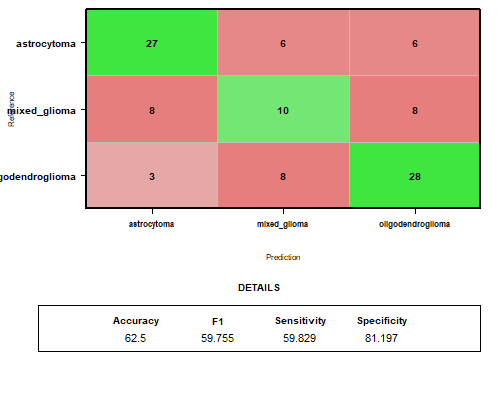 astrocytoma 27 6 6
Reference
mixed_glioma 8 10 8
godendroglioma 3 8 28
astrocytoma mixed_glioma oligodendroglioma
Prediction
DETAILS
Accuracy F1 Sensitivity Specificity
62.5 59.755 59.829 81.197